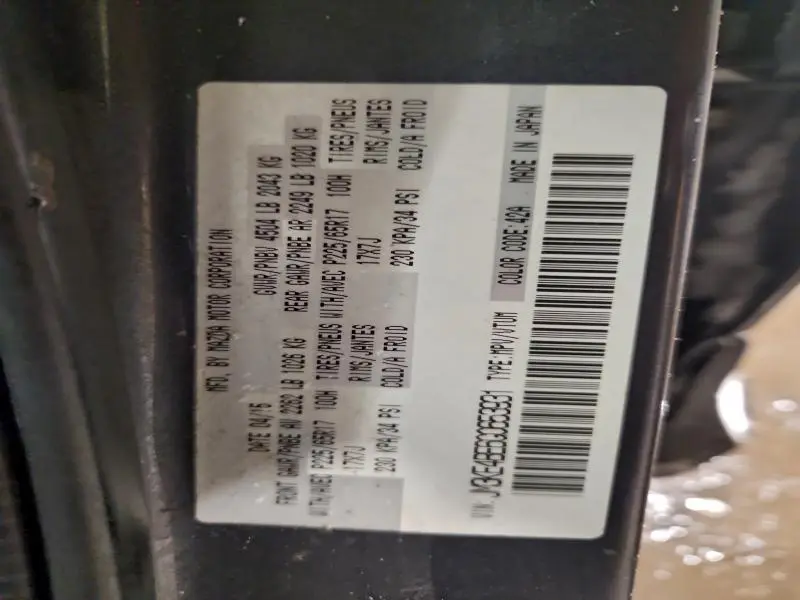 MFD. BY MAZDA MOTOR CORPORATION
DATE 04/15 GVWR/PNBV 4504 LB 2043 KG
FRONT GAWR/PNBE AV 2262 LB 1026 KG REAR GAWR/PNBE AR 2249 LB 1020 KG
WITH/AVEC P225/65R17 100H TIRES/PNEUS WITH/AVEC P225/65R17 100H TIRES/PNEUS
17X7J RIMS/JANTES 17X7J RIMS/JANTES
230 KPA/34 PSI COLD/A FROID 230 KPA/34 PSI COLD/A FROID
COLOR CODE:42A MADE IN JAPAN
VIN: TYPE:MPV/VTUM